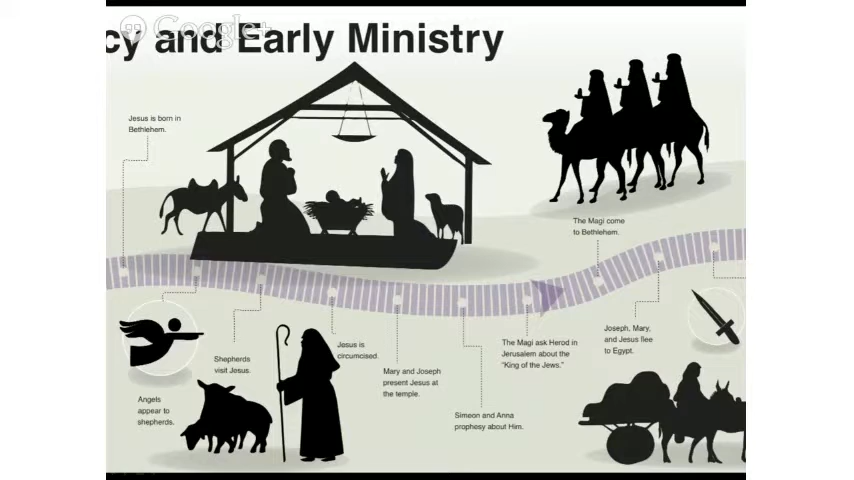 Google+
cy and Early Ministry
Jesus is born in
Bethlehem.
The Magi come
to Bethlehem.
Angels
appear to
shepherds.
Shepherds
visit Jesus.
Jesus is
circumcised.
Mary and Joseph
present Jesus at
the temple.
Simeon and Anna
prophesy about Him.
The Magi ask Herod in
Jerusalem about the
"King of the Jews."
Joseph, Mary,
and Jesus flee
to Egypt.